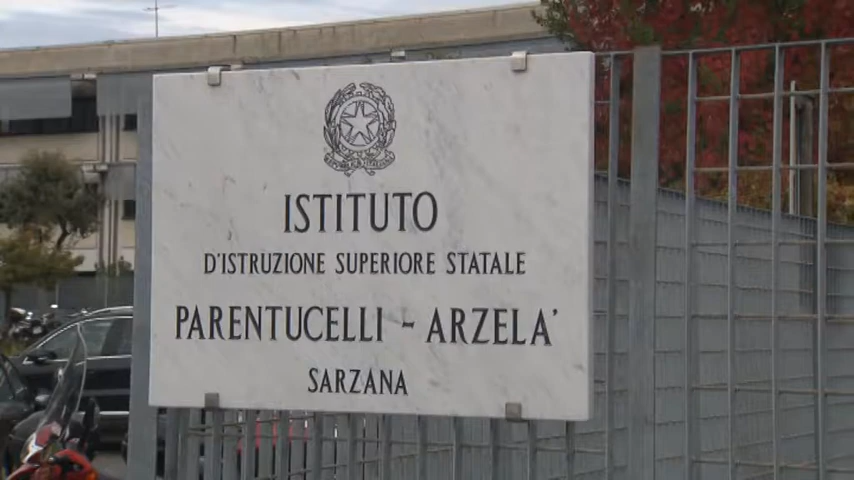 ISTITUTO
D'ISTRUZIONE SUPERIORE STATALE
PARENTUCELLI - ARZELA'
SARZANA